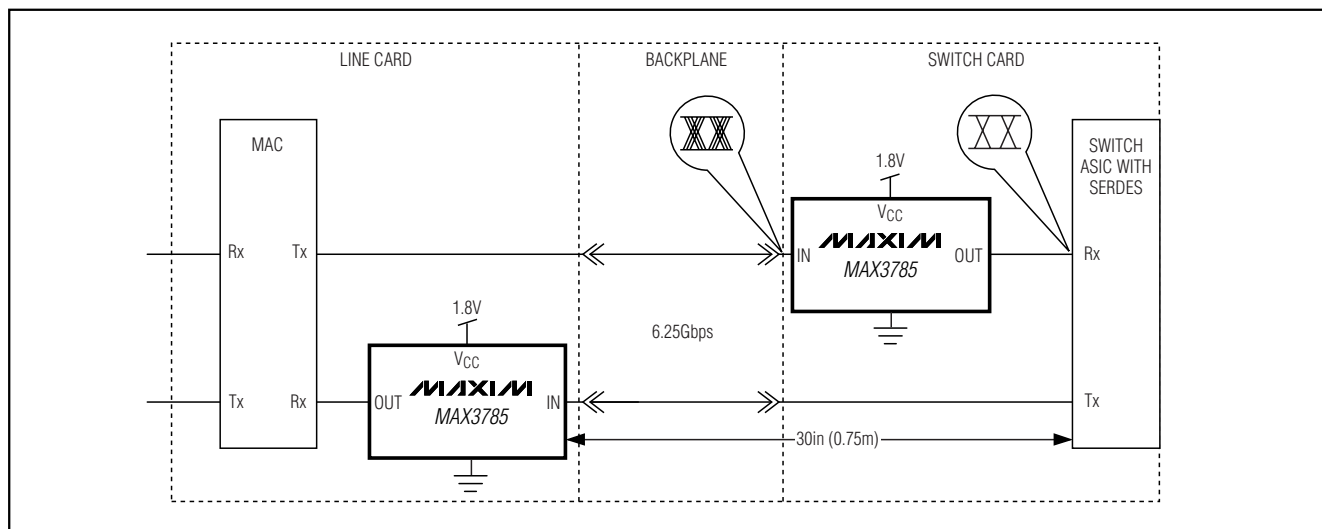 LINE CARD
BACKPLANE
SWITCH CARD
MAC
SWITCH
ASIC WITH
SERDES
1.8V
VCC
MAXIM
MAX3785
IN
OUT
Rx
Tx
Rx
6.25Gbps
1.8V
VCC
MAXIM
MAX3785
OUT
IN
Tx
Rx
Tx
30in (0.75m)